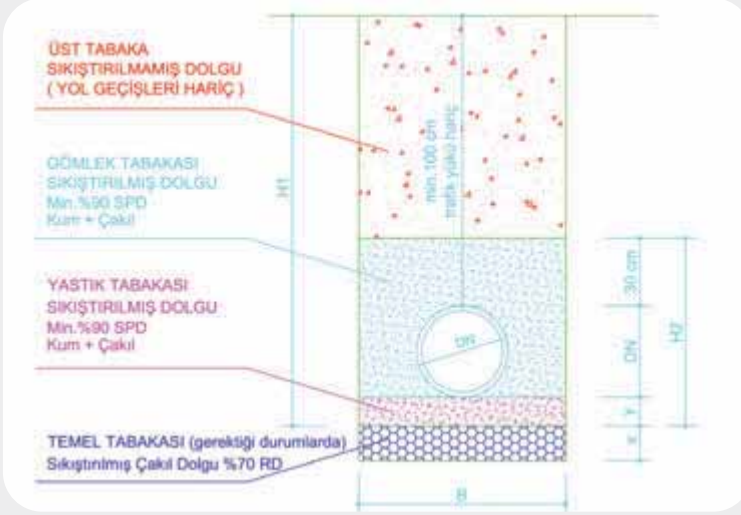 ÜST TABAKA
SIKIŞTIRILMAMIŞ DOLGU
( YOL GEÇİŞLERİ HARİÇ )
GÖMLEK TABAKASI
SIKIŞTIRILMIŞ DOLGU
Min.%90 SPD
Kum + Çakıl
YASTIK TABAKASI
SIKIŞTIRILMIŞ DOLGU
Min.%90 SPD
Kum + Çakıl
TEMEL TABAKASI (gerektiği durumlarda)
Sıkıştırılmış Çakıl Dolgu %70 RD
H1
min.100 cm
trafik yükü hariç
DN
30 cm
DN
H2
Y
B